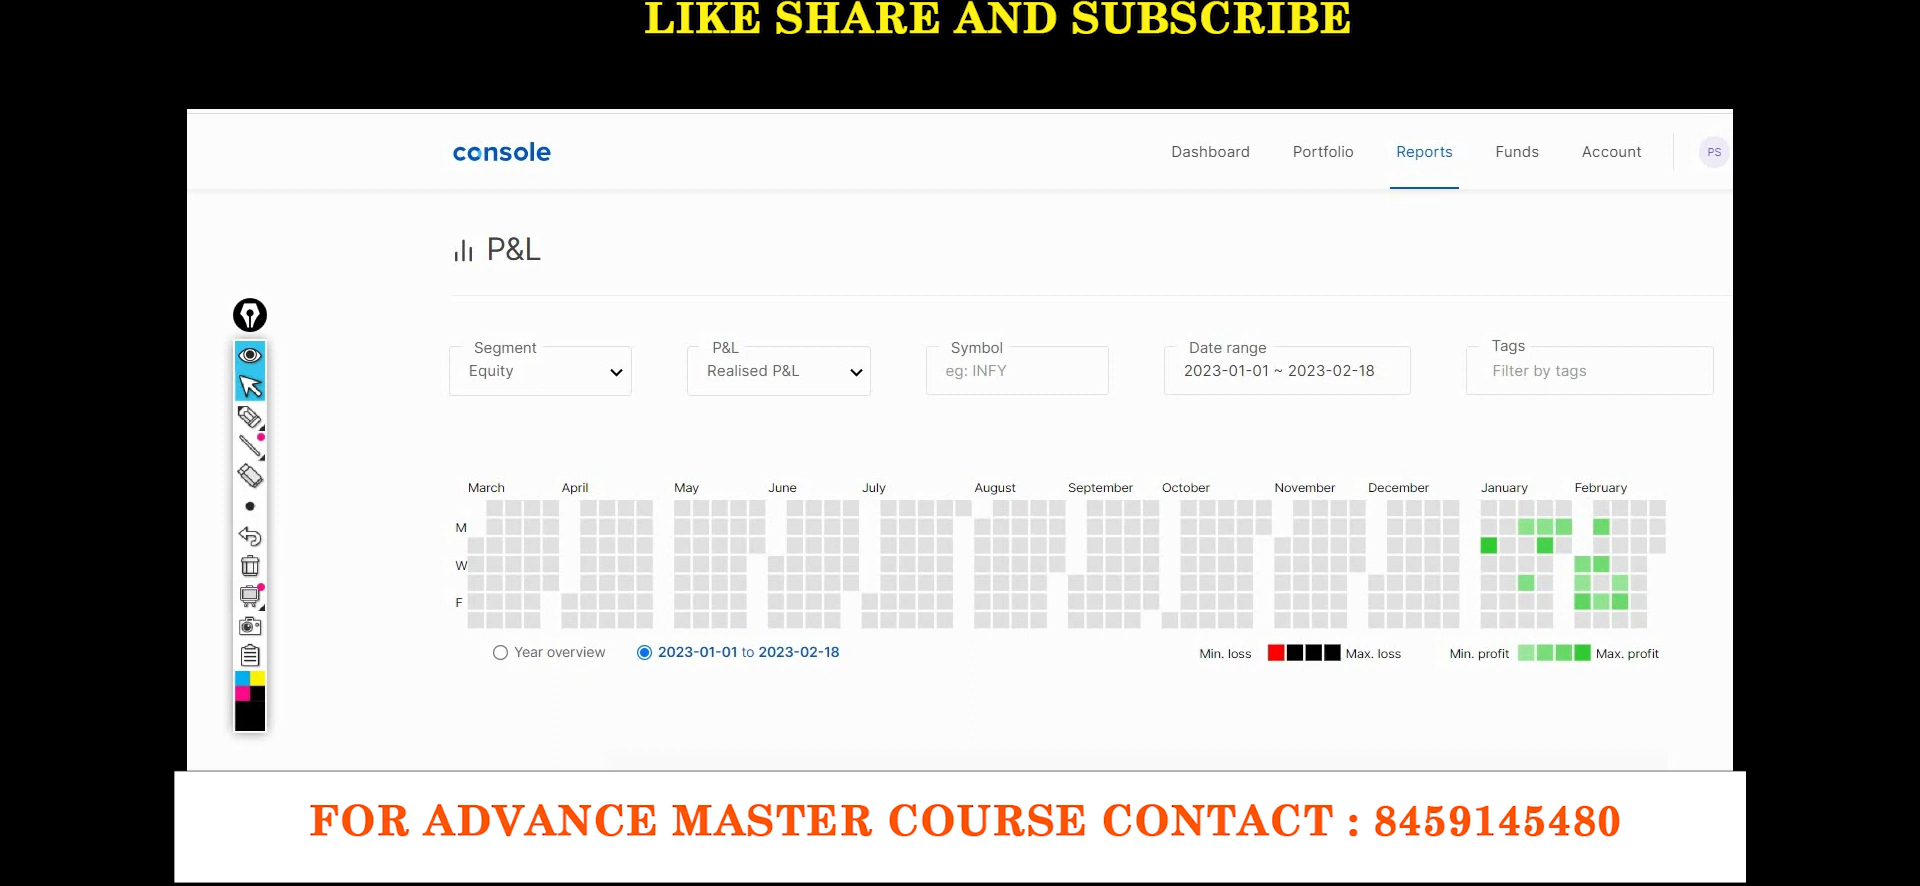 LIKE SHARE AND SUBSCRIBE
console
Dashboard Portfolio Reports Funds Account PS
P&L
Segment P&L Symbol Date range Tags
Equity Realised P&L eg: INFY 2023-01-01 ~ 2023-02-18 Filter by tags
March April May June July August September October November December January February
M
W
F
Year overview 2023-01-01 to 2023-02-18 Min. loss Max. loss Min. profit Max. profit
FOR ADVANCE MASTER COURSE CONTACT : 8459145480